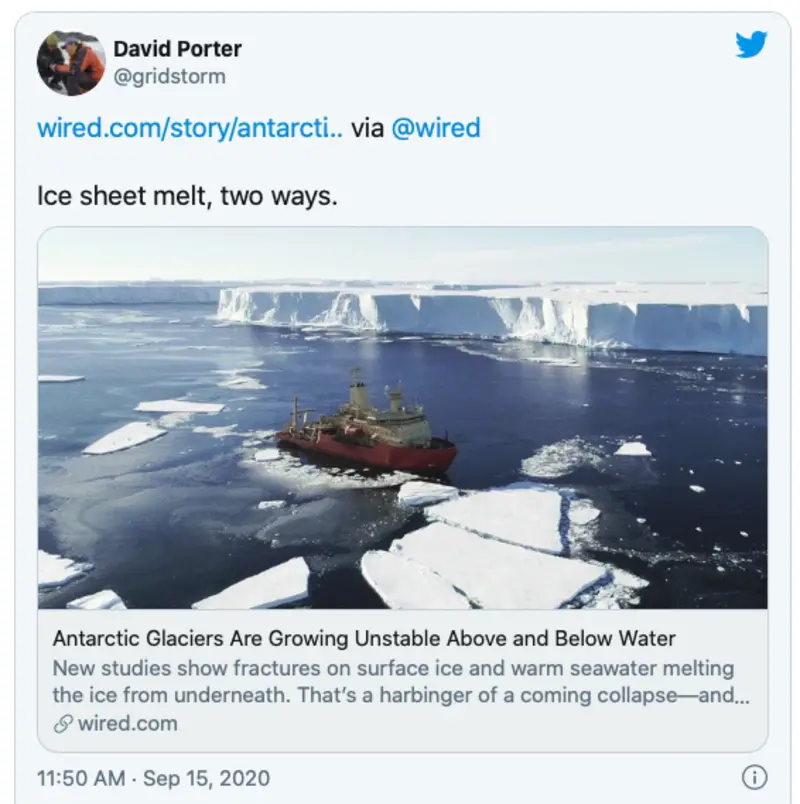 David Porter
@gridstorm
wired.com/story/antarcti.. via @wired
Ice sheet melt, two ways.
Antarctic Glaciers Are Growing Unstable Above and Below Water
New studies show fractures on surface ice and warm seawater melting
the ice from underneath. That’s a harbinger of a coming collapse—and...
wired.com
11:50 AM · Sep 15, 2020